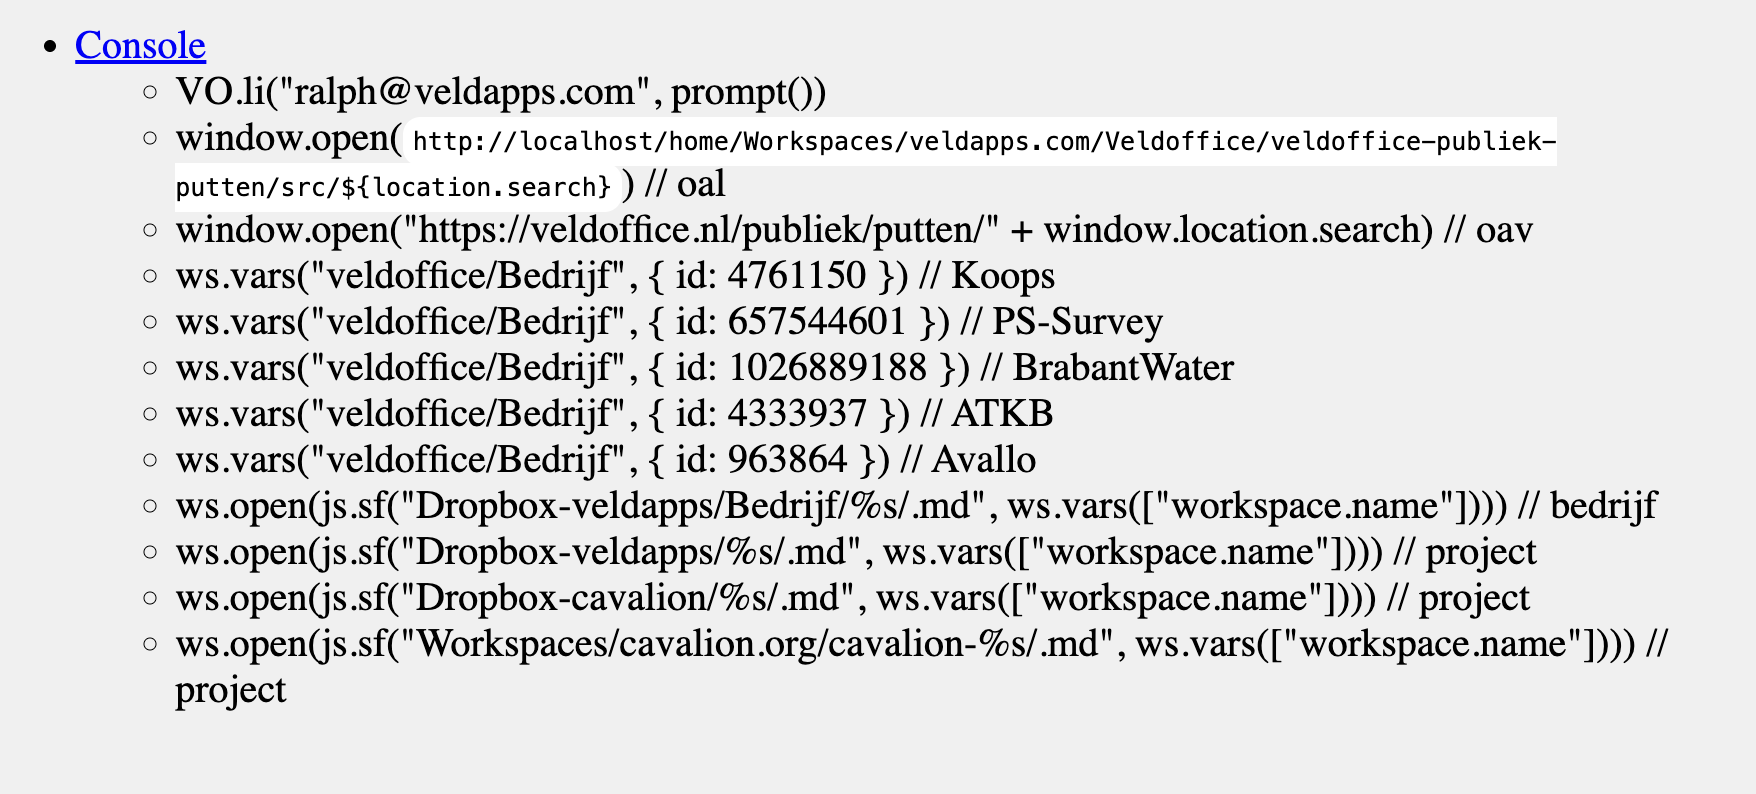 Console
VO.li("ralph@veldapps.com", prompt())
window.open( http://localhost/home/Workspaces/veldapps.com/Veldoffice/veldoffice-publiek-
putten/src/${location.search} ) // oal
window.open("https://veldoffice.nl/publiek/putten/" + window.location.search) // oav
ws.vars("veldoffice/Bedrijf", { id: 4761150 }) // Koops
ws.vars("veldoffice/Bedrijf", { id: 657544601 }) // PS-Survey
ws.vars("veldoffice/Bedrijf", { id: 1026889188 }) // BrabantWater
ws.vars("veldoffice/Bedrijf", { id: 4333937 }) // ATKB
ws.vars("veldoffice/Bedrijf", { id: 963864 }) // Avallo
ws.open(js.sf("Dropbox-veldapps/Bedrijf/%s/.md", ws.vars(["workspace.name"]))) // bedrijf
ws.open(js.sf("Dropbox-veldapps/%s/.md", ws.vars(["workspace.name"]))) // project
ws.open(js.sf("Dropbox-cavalion/%s/.md", ws.vars(["workspace.name"]))) // project
ws.open(js.sf("Workspaces/cavalion.org/cavalion-%s/.md", ws.vars(["workspace.name"]))) //
project